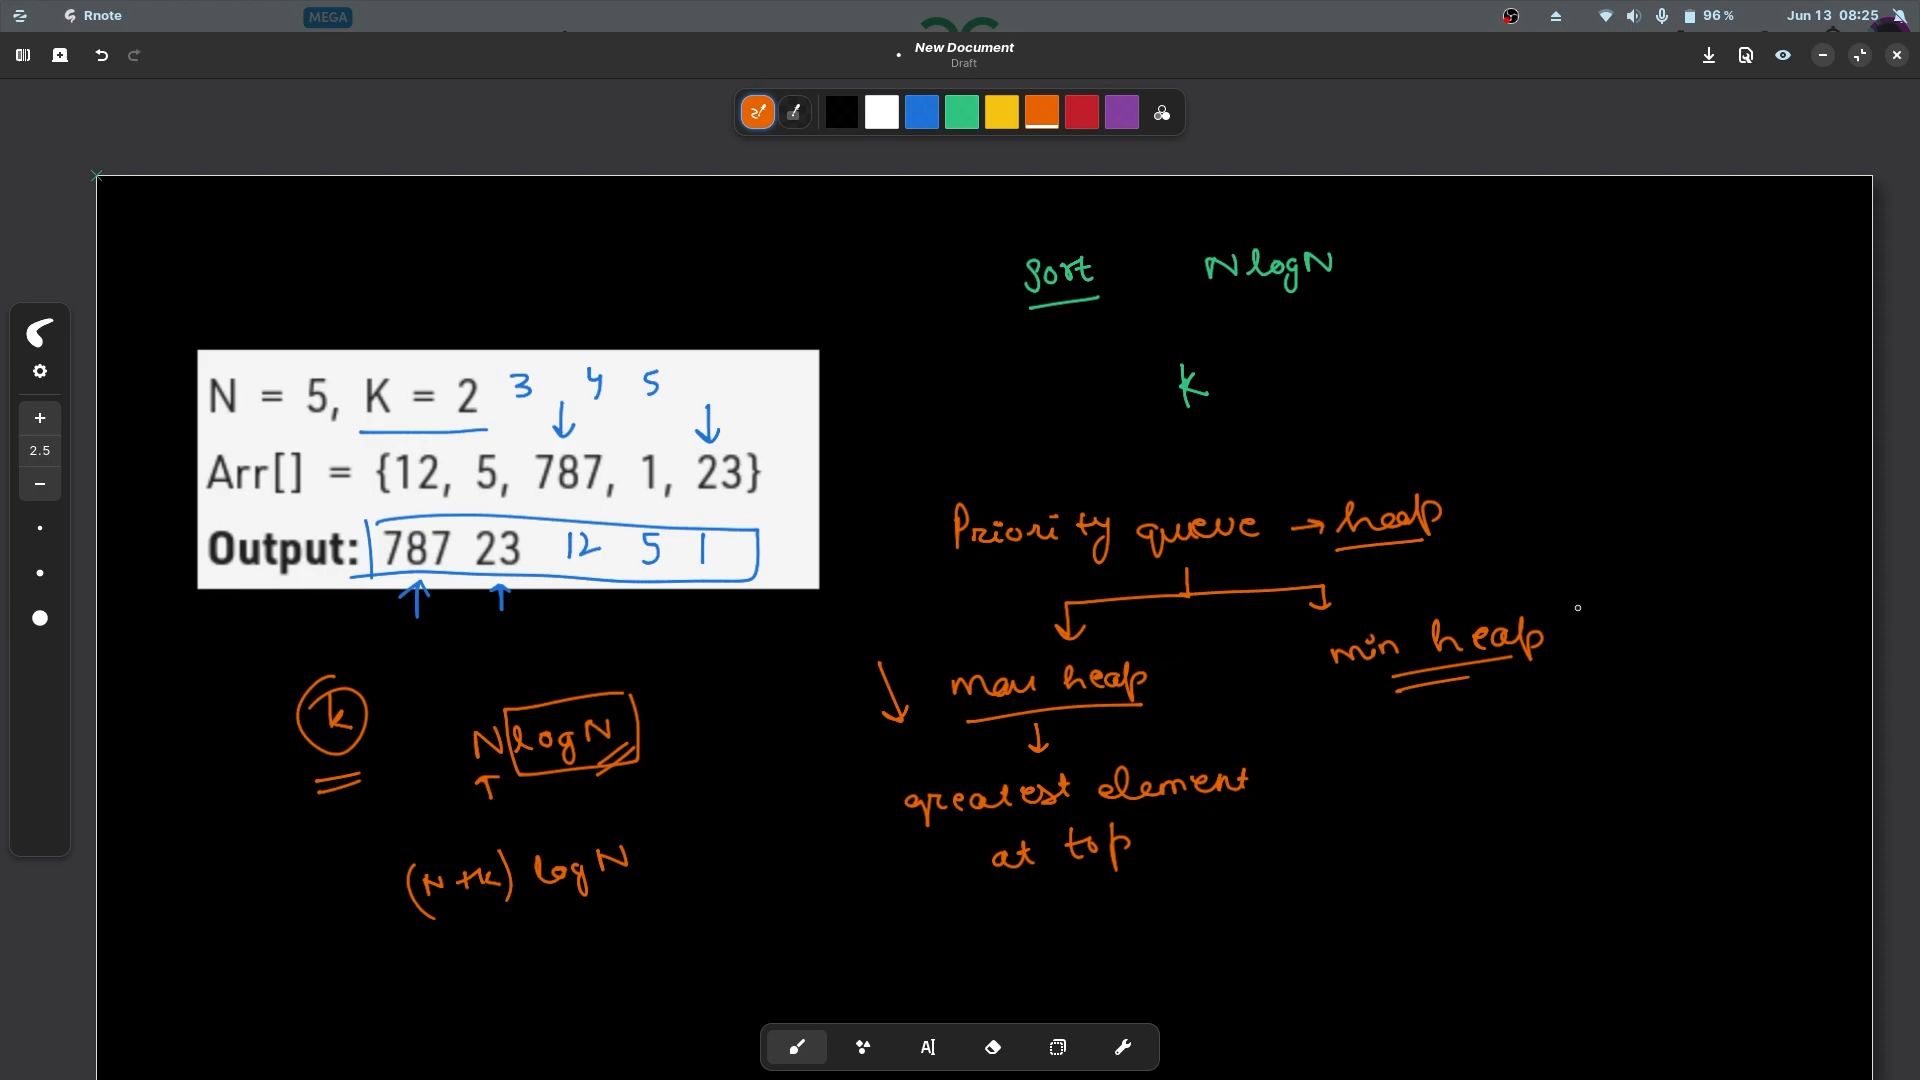 Rnote
MEGA
96 %
Jun 13 08:25
New Document
Draft
2.5
Sort NlogN
K
N = 5, K = 2 3 4 5
Arr[] = {12, 5, 787, 1, 23}
Output: 787 23 12 5 1
Priority queue → heap
max heap
min heap
greatest element
at top
k
NlogN
(N+k) logN
AI